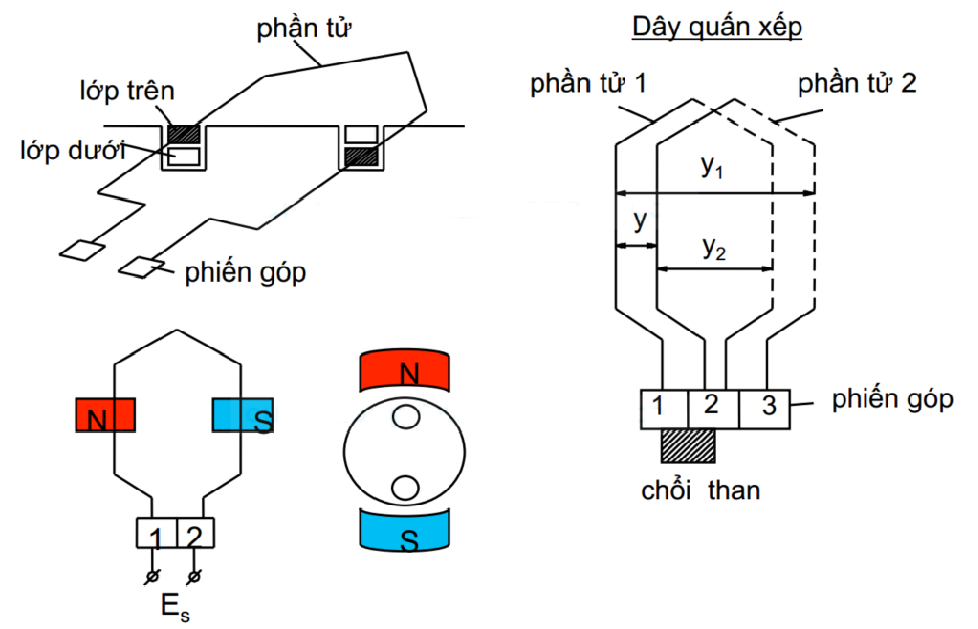 phần tử
lớp trên
lớp dưới
phiến góp
Dây quấn xếp
phần tử 1
phần tử 2
y1
y
y2
1
2
3
phiến góp
chổi than
N
S
1
2
Es
N
S